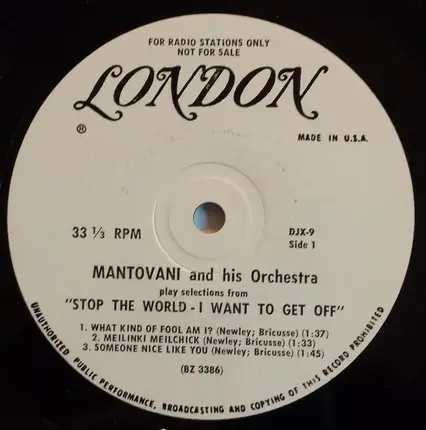 FOR RADIO STATIONS ONLY
NOT FOR SALE
LONDON
®
MADE IN U.S.A.
33 ⅓ RPM
DJX-9
Side 1
MANTOVANI and his Orchestra
play selections from
"STOP THE WORLD - I WANT TO GET OFF"
1. WHAT KIND OF FOOL AM I? (Newley; Bricusse) (1:37)
2. MEILINKI MEILCHICK (Newley; Bricusse) (1:33)
3. SOMEONE NICE LIKE YOU (Newley; Bricusse) (1:45)
(BZ 3386)
UNAUTHORIZED PUBLIC PERFORMANCE, BROADCASTING AND COPYING OF THIS RECORD PROHIBITED